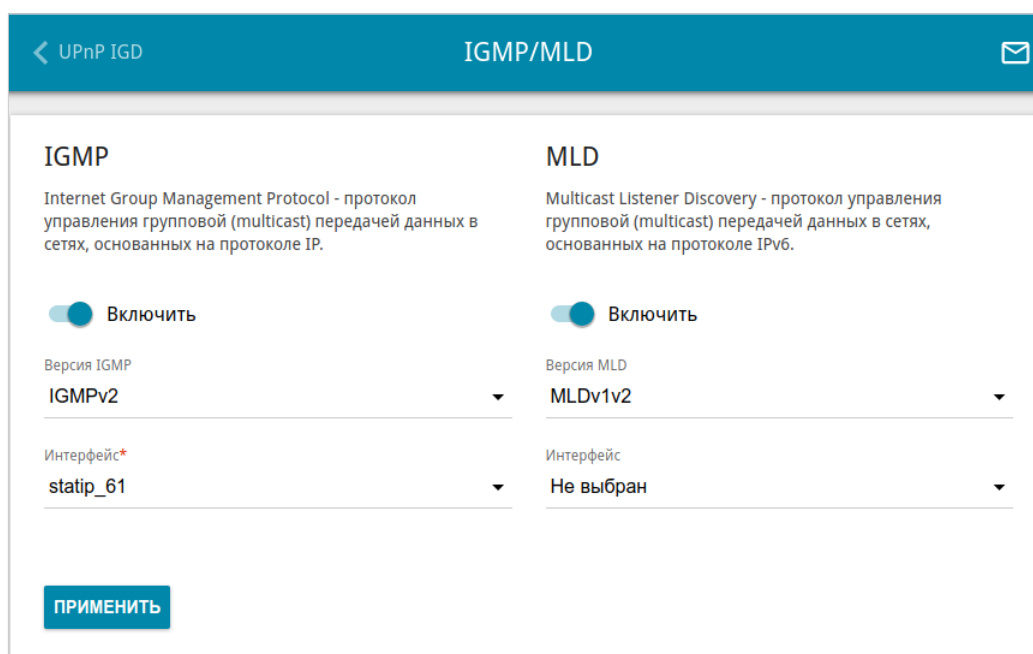 UPnP IGD
IGMP/MLD
IGMP
Internet Group Management Protocol - протокол
управления групповой (multicast) передачей данных в
сетях, основанных на протоколе IP.
Включить
Версия IGMP
IGMPv2
Интерфейс*
statip_61
ПРИМЕНИТЬ
MLD
Multicast Listener Discovery - протокол управления
групповой (multicast) передачей данных в сетях,
основанных на протоколе IPv6.
Включить
Версия MLD
MLDv1v2
Интерфейс
Не выбран